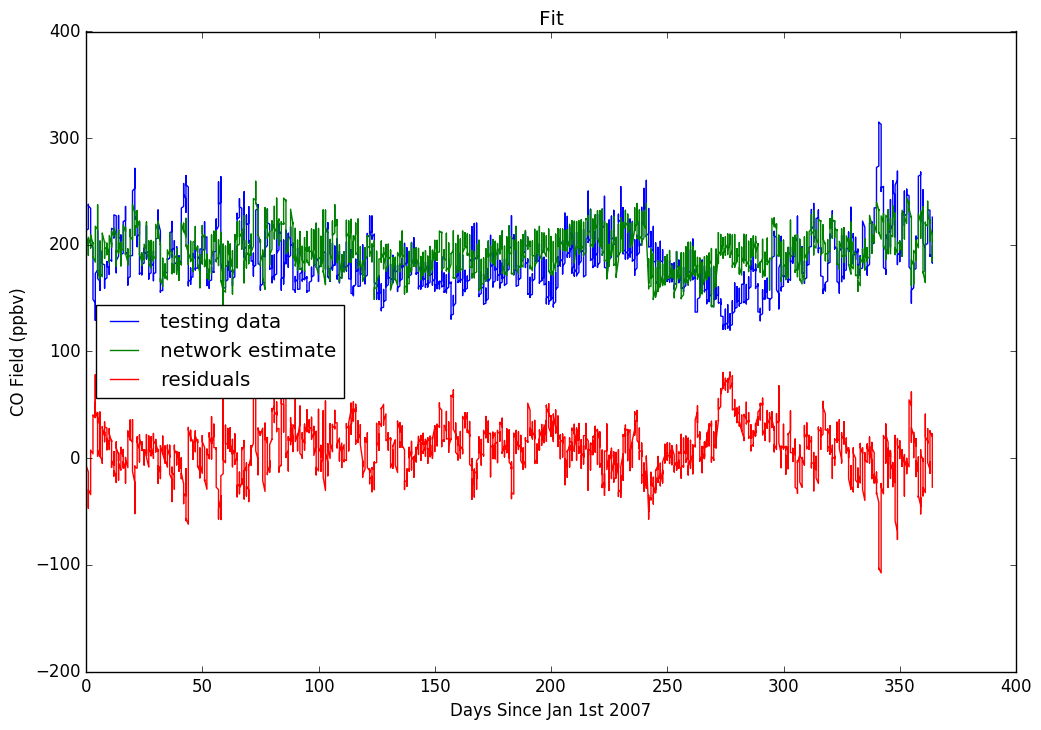 Fit
400
300
200
100
0
−100
−200
CO Field (ppbv)
testing data
network estimate
residuals
0 50 100 150 200 250 300 350 400
Days Since Jan 1st 2007